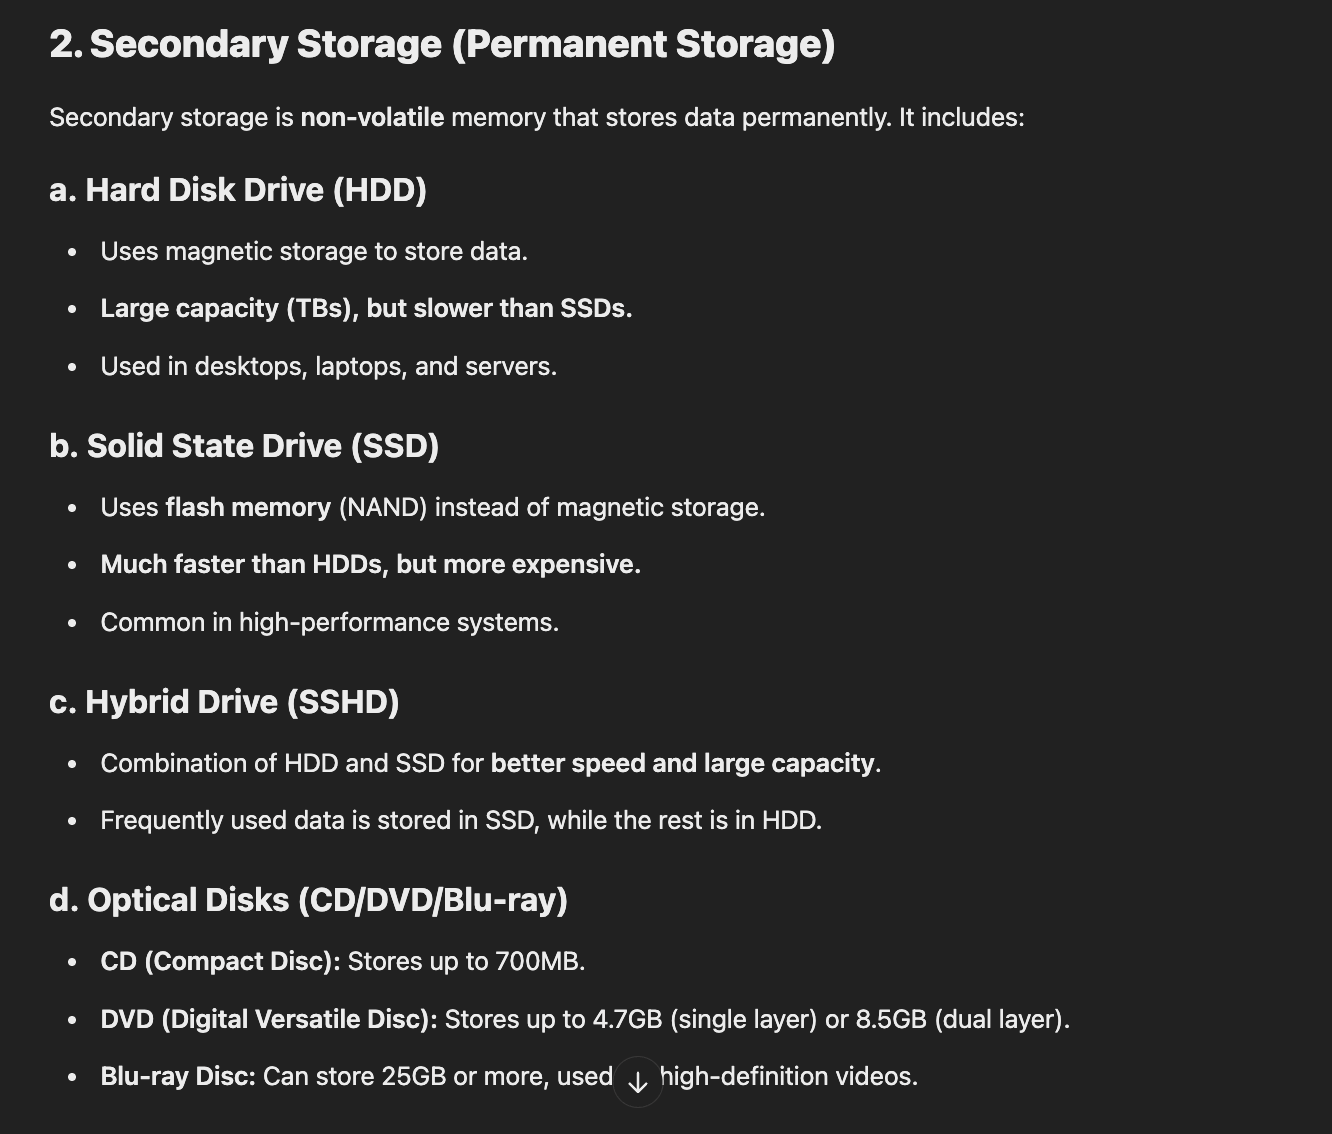 2. Secondary Storage (Permanent Storage)
Secondary storage is non-volatile memory that stores data permanently. It includes:
a. Hard Disk Drive (HDD)
• Uses magnetic storage to store data.
• Large capacity (TBs), but slower than SSDs.
• Used in desktops, laptops, and servers.
b. Solid State Drive (SSD)
• Uses flash memory (NAND) instead of magnetic storage.
• Much faster than HDDs, but more expensive.
• Common in high-performance systems.
c. Hybrid Drive (SSHD)
• Combination of HDD and SSD for better speed and large capacity.
• Frequently used data is stored in SSD, while the rest is in HDD.
d. Optical Disks (CD/DVD/Blu-ray)
• CD (Compact Disc): Stores up to 700MB.
• DVD (Digital Versatile Disc): Stores up to 4.7GB (single layer) or 8.5GB (dual layer).
• Blu-ray Disc: Can store 25GB or more, used high-definition videos.